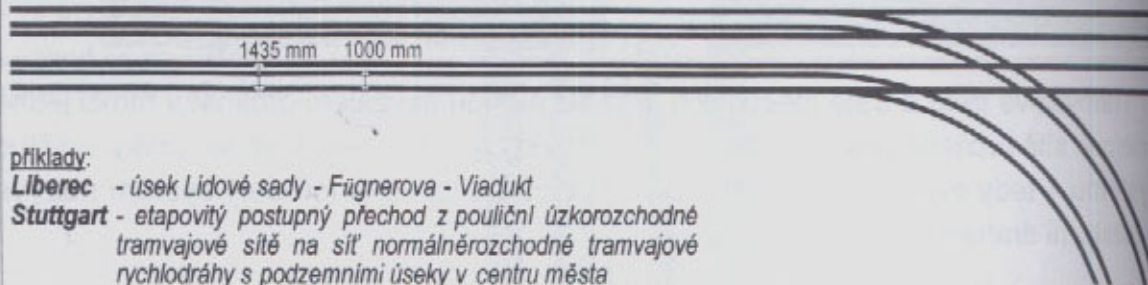 1435 mm 1000 mm
příklady:
Liberec - úsek Lidové sady - Fügnerova - Viadukt
Stuttgart - etapovitý postupný přechod z pouliční úzkorozchodné
tramvajové sítě na síť normálněrozchodné tramvajové
rychlodráhy s podzemními úseky v centru města